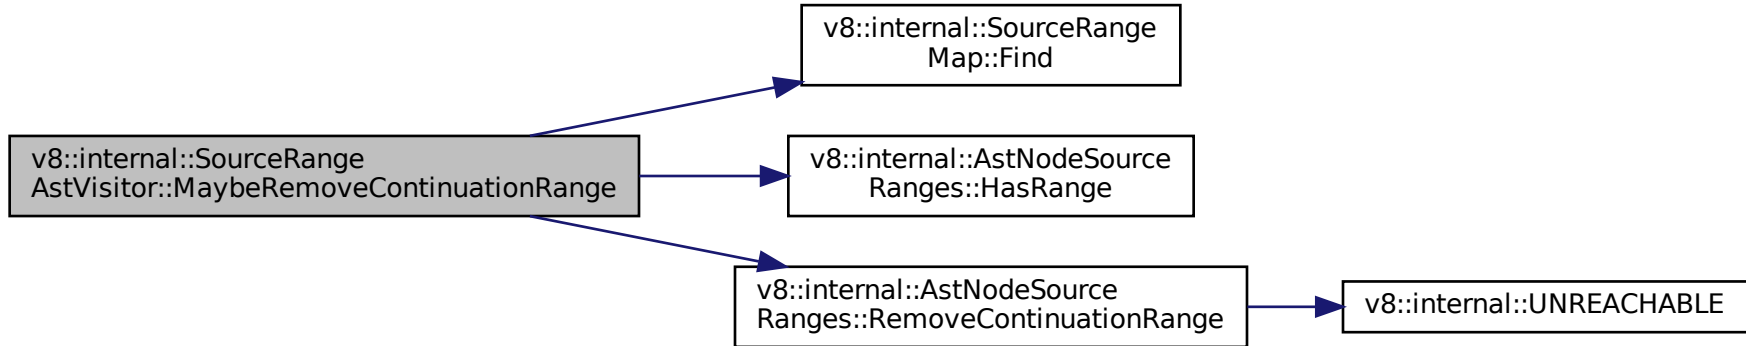 v8::internal::SourceRange
Map::Find
v8::internal::SourceRange
AstVisitor::MaybeRemoveContinuationRange
v8::internal::AstNodeSource
Ranges::HasRange
v8::internal::AstNodeSource
Ranges::RemoveContinuationRange
v8::internal::UNREACHABLE